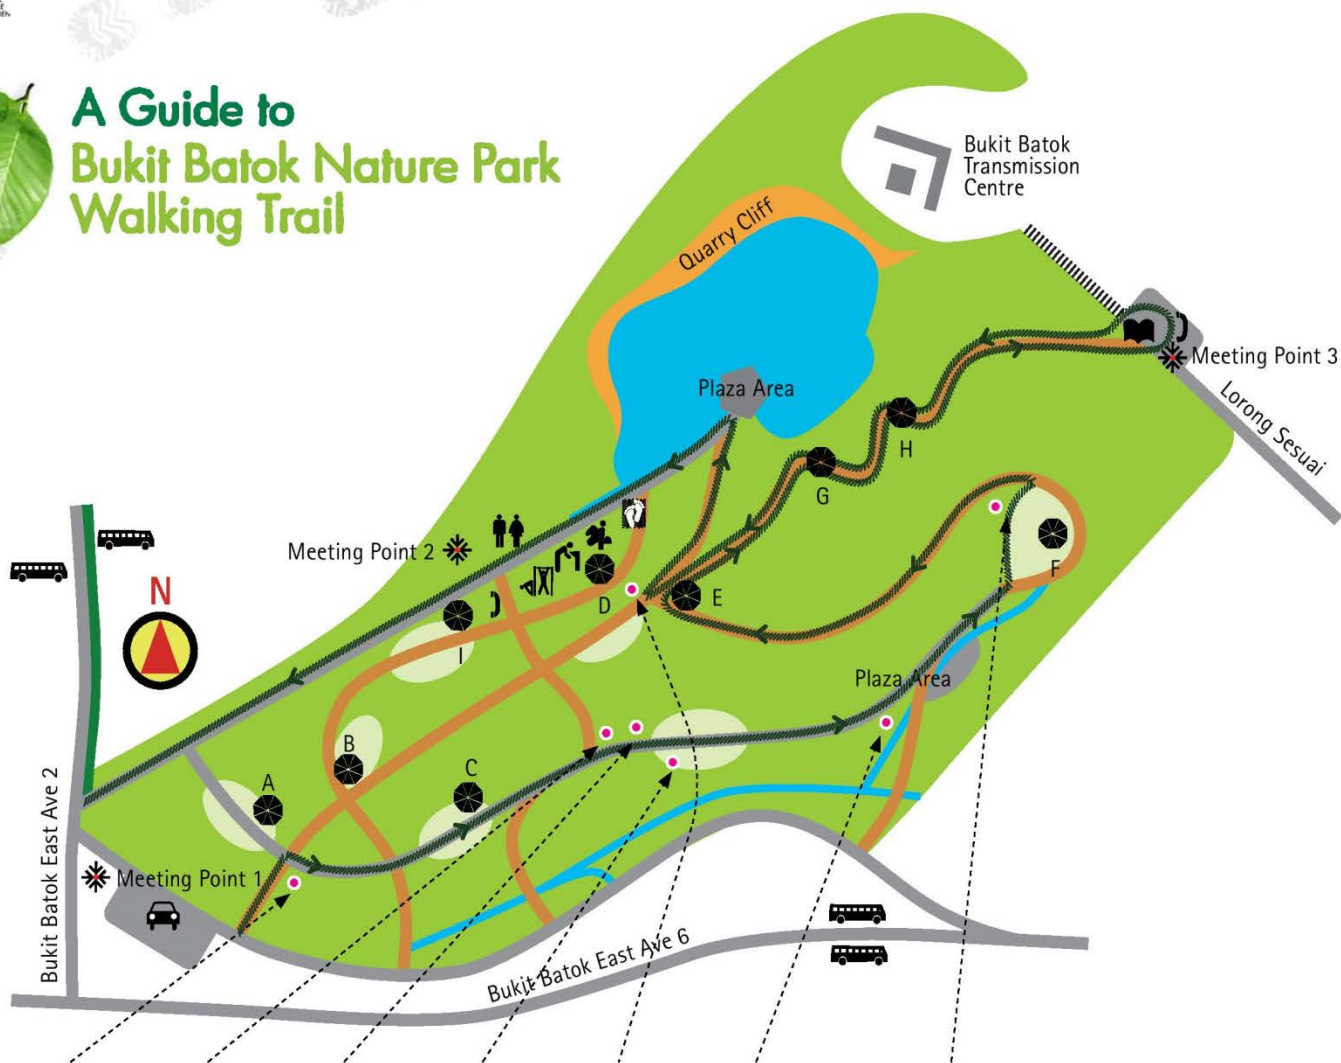 A Guide to
Bukit Batok Nature Park
Walking Trail
Bukit Batok
Transmission
Centre
Quarry Cliff
Meeting Point 3
Lorong Sesuai
Plaza Area
H
G
Meeting Point 2
F
D
E
N
I
Plaza Area
B
A
C
Bukit Batok East Ave 2
Meeting Point 1
Bukit Batok East Ave 6